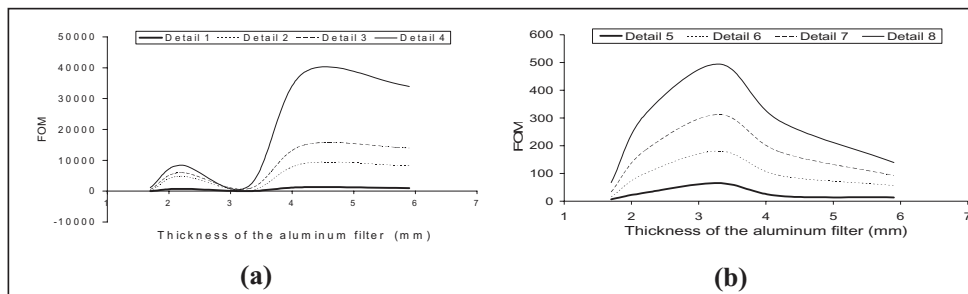 50000
40000
30000
20000
10000
0
-10000
FOM
Detail 1 Detail 2 Detail 3 Detail 4
1 2 3 4 5 6 7
Thickness of the aluminum filter (mm)
(a)
600
500
400
300
200
100
0
FOM
Detail 5 Detail 6 Detail 7 Detail 8
1 2 3 4 5 6 7
Thickness of the aluminum filter (mm)
(b)